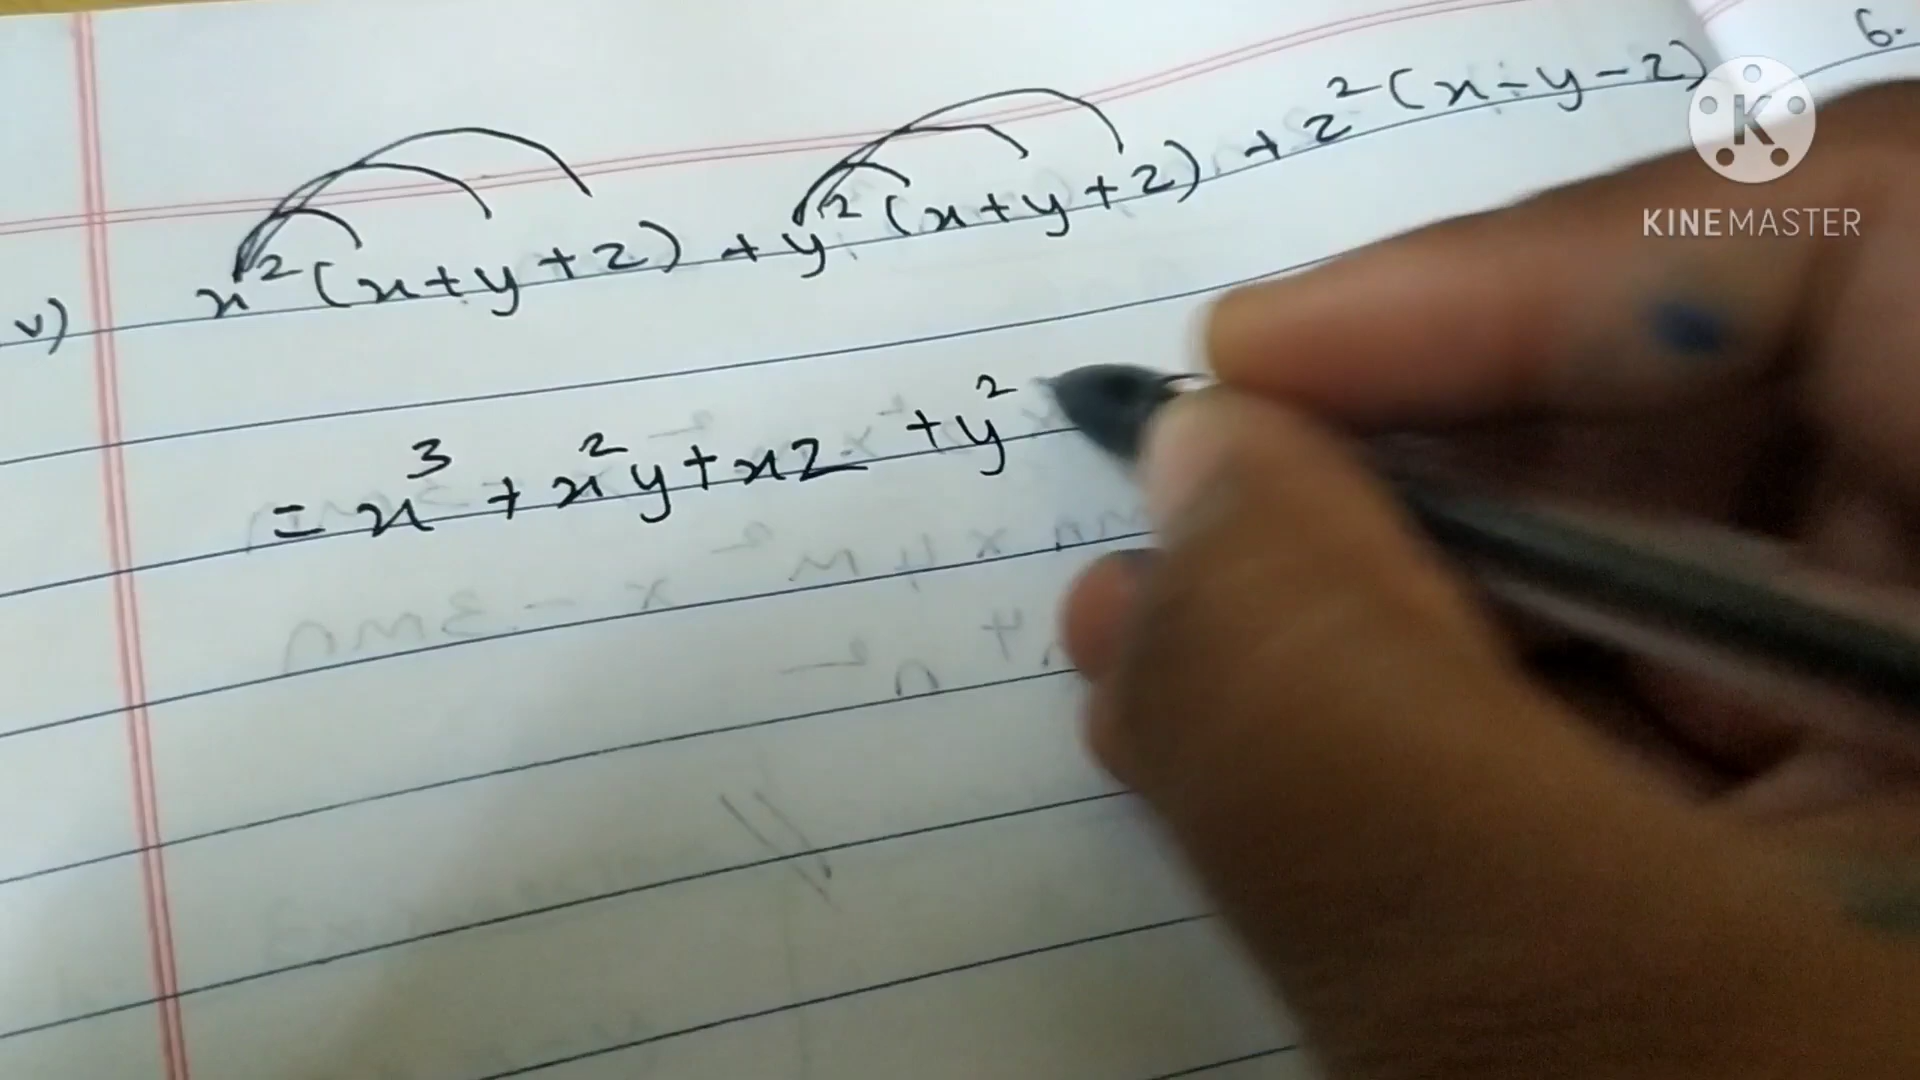 6.
v) x²(x+y+z) + y²(x+y+z) + z²(x-y-z)
= x³ + x²y + xz + y²
K
KINEMASTER